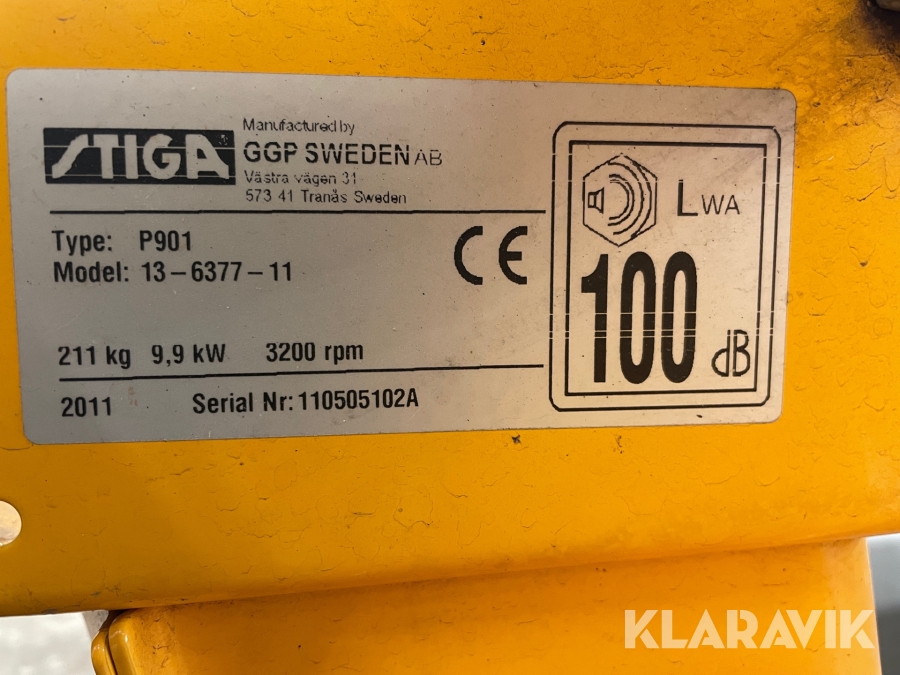 STIGA
Manufactured by
GGP SWEDEN AB
Västra vägen 31
573 41 Tranås Sweden
Type: P901
Model: 13-6377-11
CE
LWA
100
dB
211 kg 9,9 kW 3200 rpm
2011 Serial Nr: 110505102A
KLARAVIK